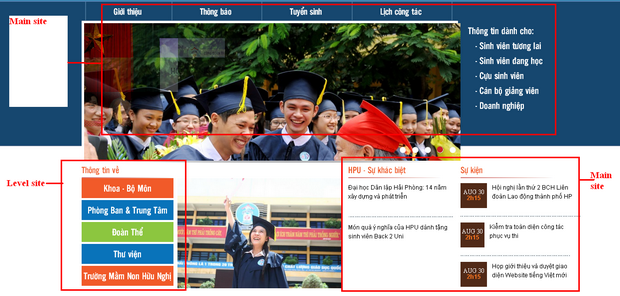 Giới thiệu
Thông báo
Tuyển sinh
Lịch công tác
Main site
Thông tin dành cho:
- Sinh viên tương lai
- Sinh viên đang học
- Cựu sinh viên
- Cán bộ giảng viên
- Doanh nghiệp
Level site
Thông tin về
Khoa - Bộ Môn
Phòng Ban & Trung Tâm
Đoàn Thể
Thư viện
Trường Mầm Non Hữu Nghị
HPU - Sự khác biệt
Đại học Dân lập Hải Phòng: 14 năm
xây dựng và phát triển
Món quà ý nghĩa của HPU dành tặng
sinh viên Back 2 Uni
Sự kiện
AUG 30
2h15
Hội nghị lần thứ 2 BCH Liên
đoàn Lao động thành phố HP
AUG 30
2h15
Kiểm tra toàn diện công tác
phục vụ thi
AUG 30
2h15
Họp giới thiệu và duyệt giao
diện Website tiếng Việt mới
Main
site